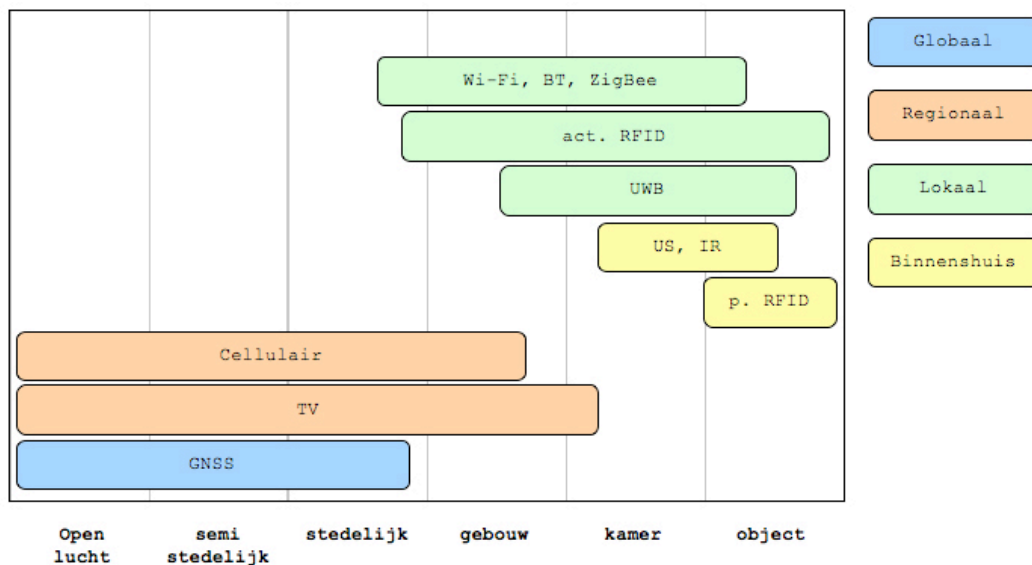 Globaal
Wi-Fi, BT, ZigBee
Regionaal
act. RFID
UWB
Lokaal
US, IR
Binnenshuis
p. RFID
Cellulair
TV
GNSS
Open lucht
semi stedelijk
stedelijk
gebouw
kamer
object